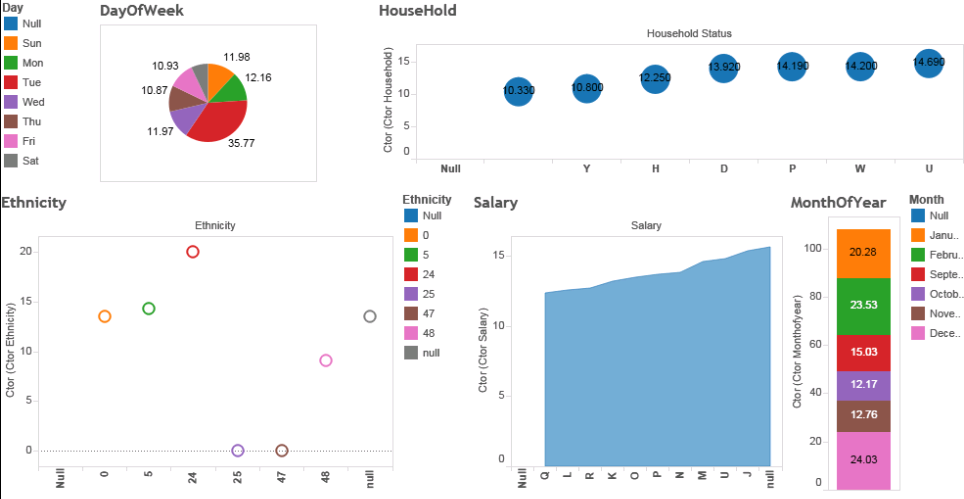 Day
Null
Sun
Mon
Tue
Wed
Thu
Fri
Sat
DayOfWeek
10.93
11.98
12.16
10.87
11.97
35.77
HouseHold
Household Status
Ctor (Ctor Household)
15
10
5
0
10.330
10.800
12.250
13.920
14.190
14.200
14.690
Null Y H D P W U
Ethnicity
Ethnicity
Ctor (Ctor Ethnicity)
20
15
10
5
0
Null 0 5 24 25 47 48 null
Ethnicity
Null
0
5
24
25
47
48
null
Salary
Salary
Ctor (Ctor Salary)
15
10
5
0
Null Q L R K O P N M U J null
MonthOfYear
Ctor (Ctor Monthofyear)
100
80
60
40
20
0
20.28
23.53
15.03
12.17
12.76
24.03
Month
Null
Janu..
Febru..
Septe..
Octob..
Nove..
Dece..